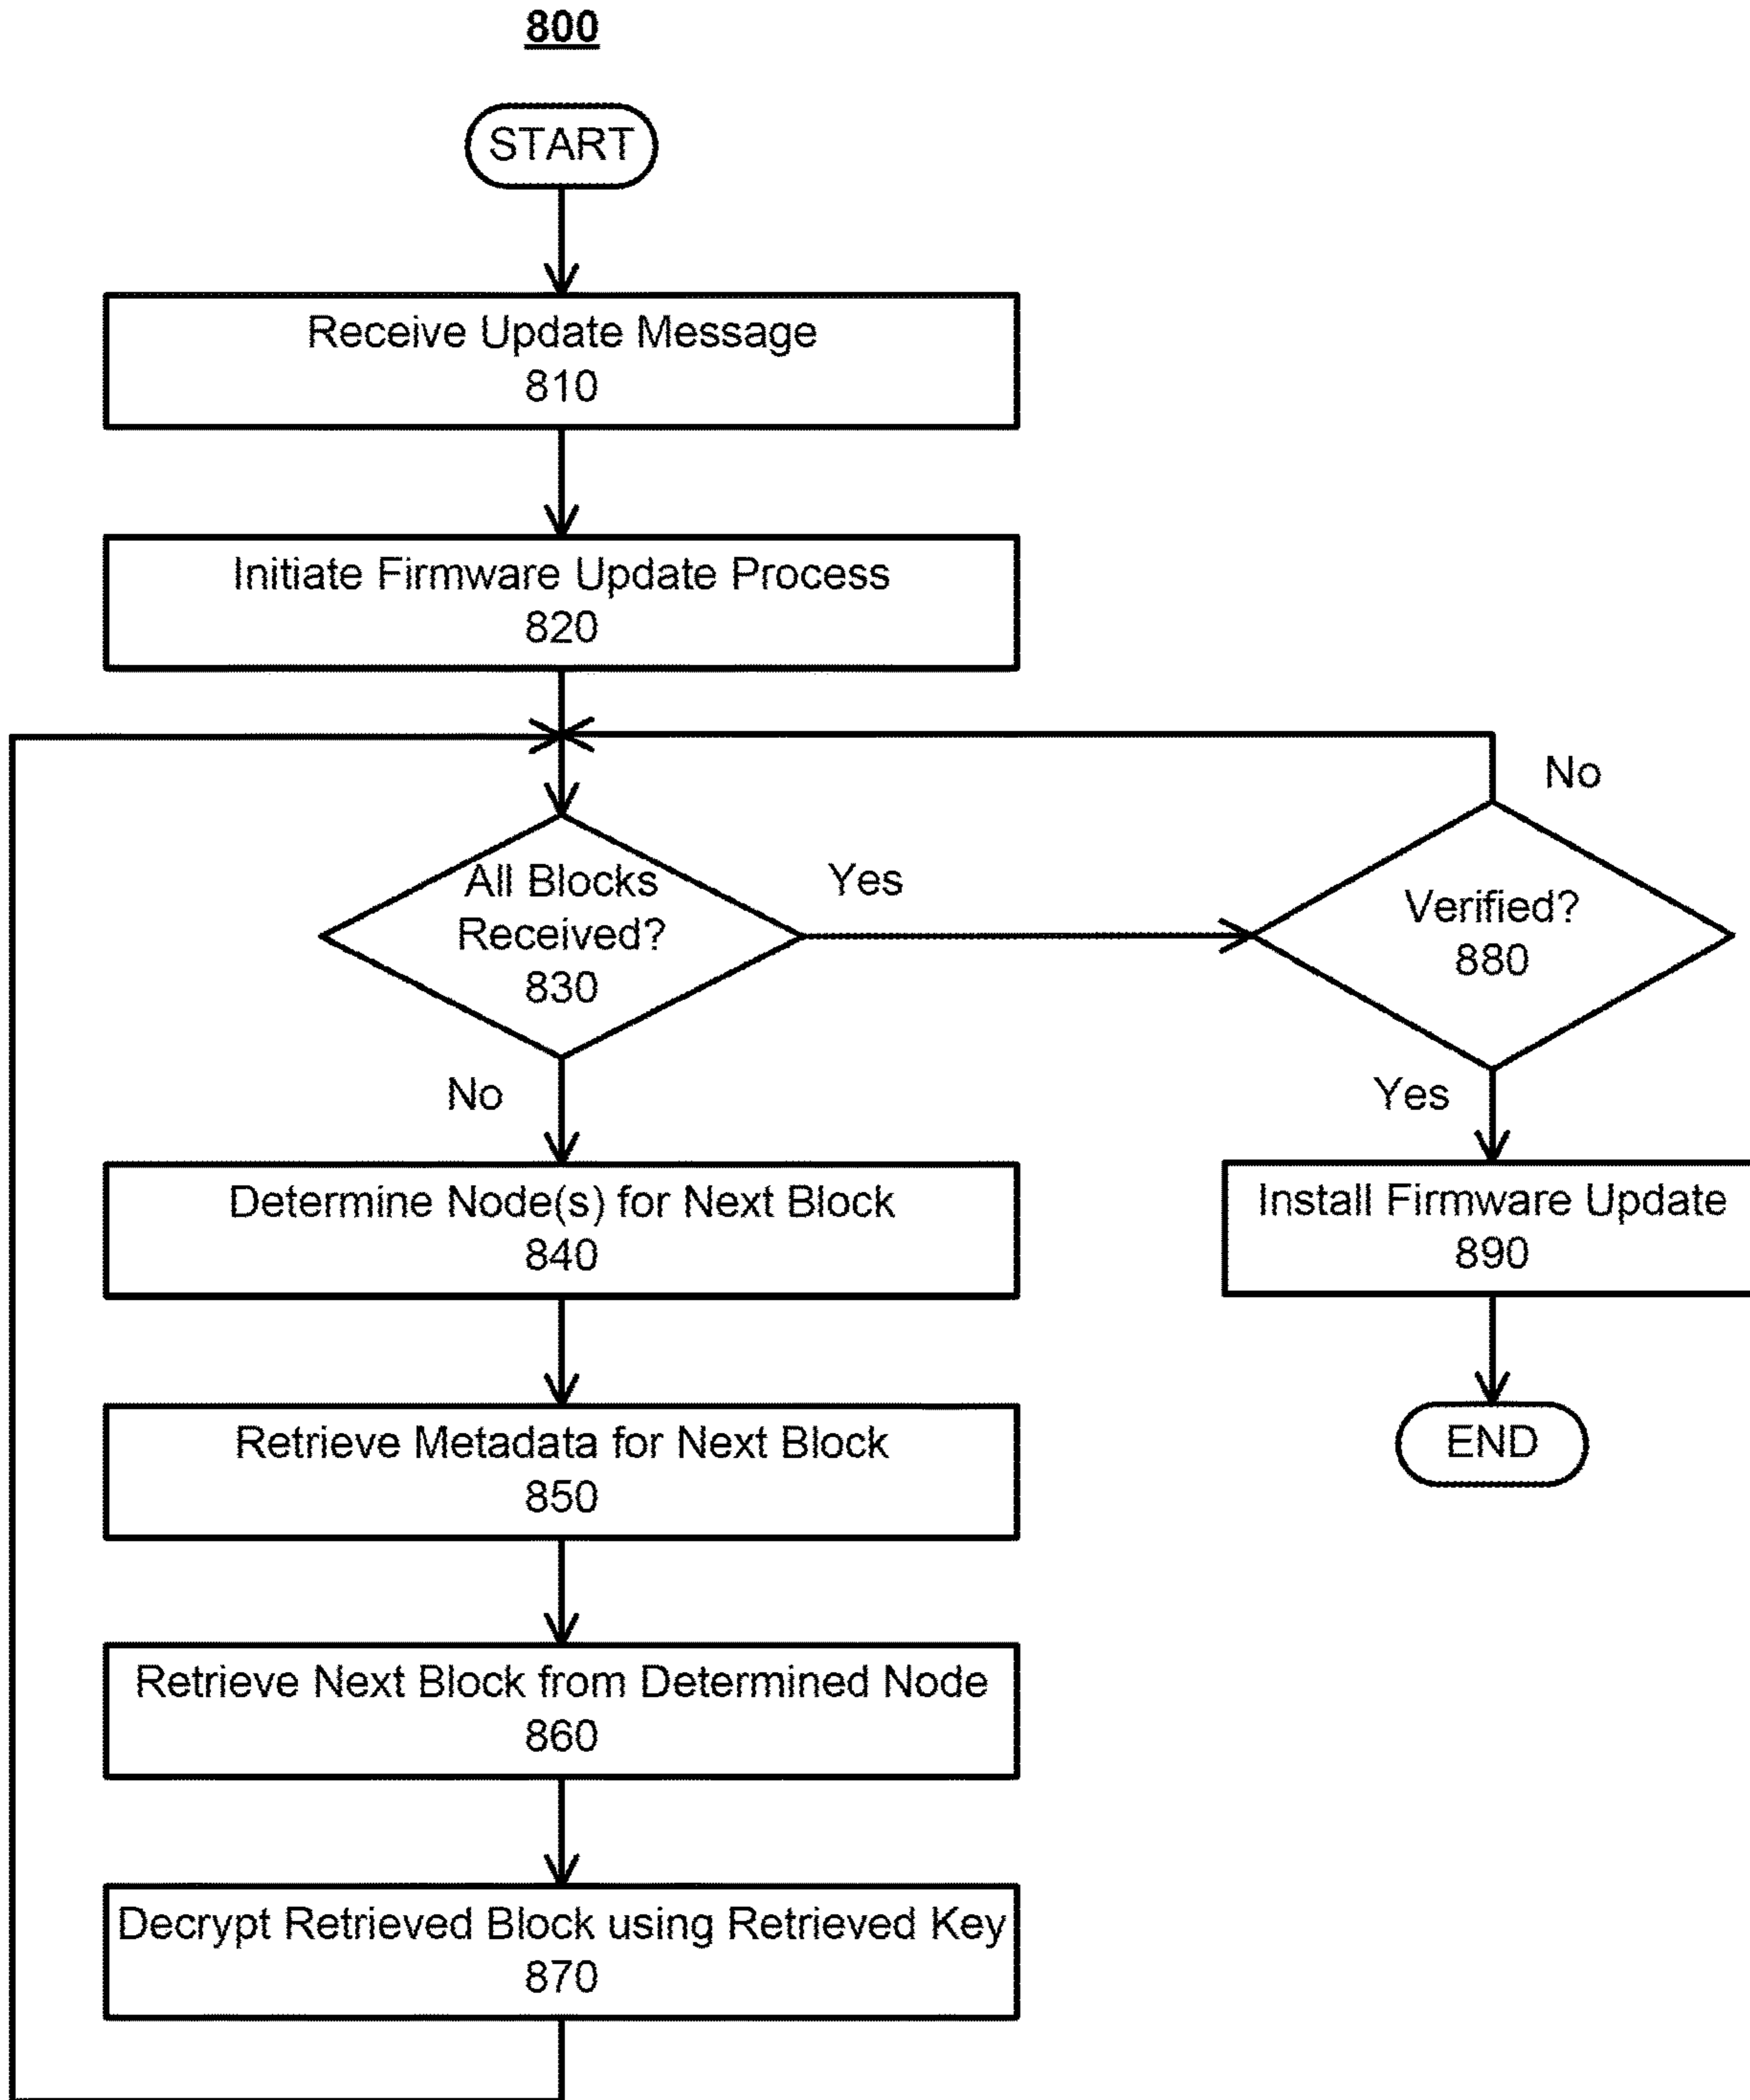 800
START
Receive Update Message
810
Initiate Firmware Update Process
820
No
All Blocks
Received?
830
Yes
Verified?
880
No
Yes
Determine Node(s) for Next Block
840
Install Firmware Update
890
Retrieve Metadata for Next Block
850
END
Retrieve Next Block from Determined Node
860
Decrypt Retrieved Block using Retrieved Key
870